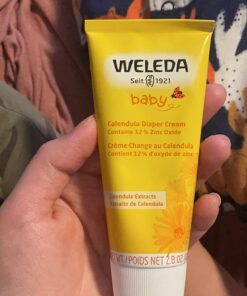 WELEDA
Seit 1921
baby
Calendula Diaper Cream
Contains 12% Zinc Oxide
Crème Change au Calendula
Contient 12% d'oxyde de zinc
Calendula Extracts
Extraits de Calendula
WT / POIDS NET 2.8 OZ